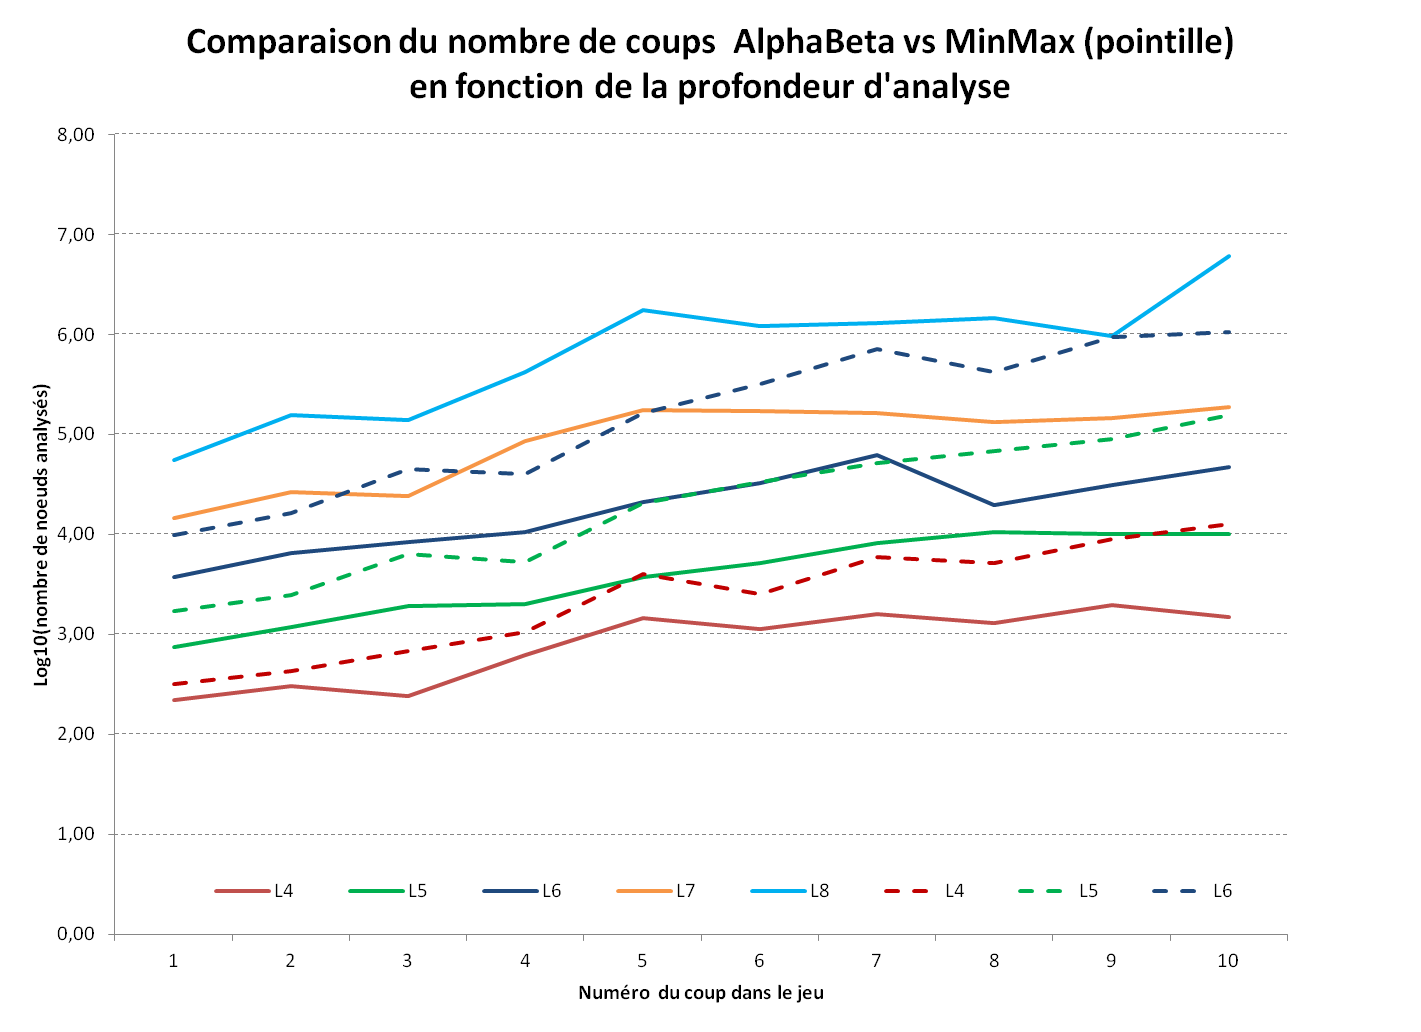 Comparaison du nombre de coups  AlphaBeta vs MinMax (pointille)
en fonction de la profondeur d'analyse
8,00
7,00
6,00
5,00
4,00
3,00
2,00
1,00
0,00
Log10(nombre de noeuds analysés)
L4 L5 L6 L7 L8 L4 L5 L6
1 2 3 4 5 6 7 8 9 10
Numéro  du coup dans le jeu